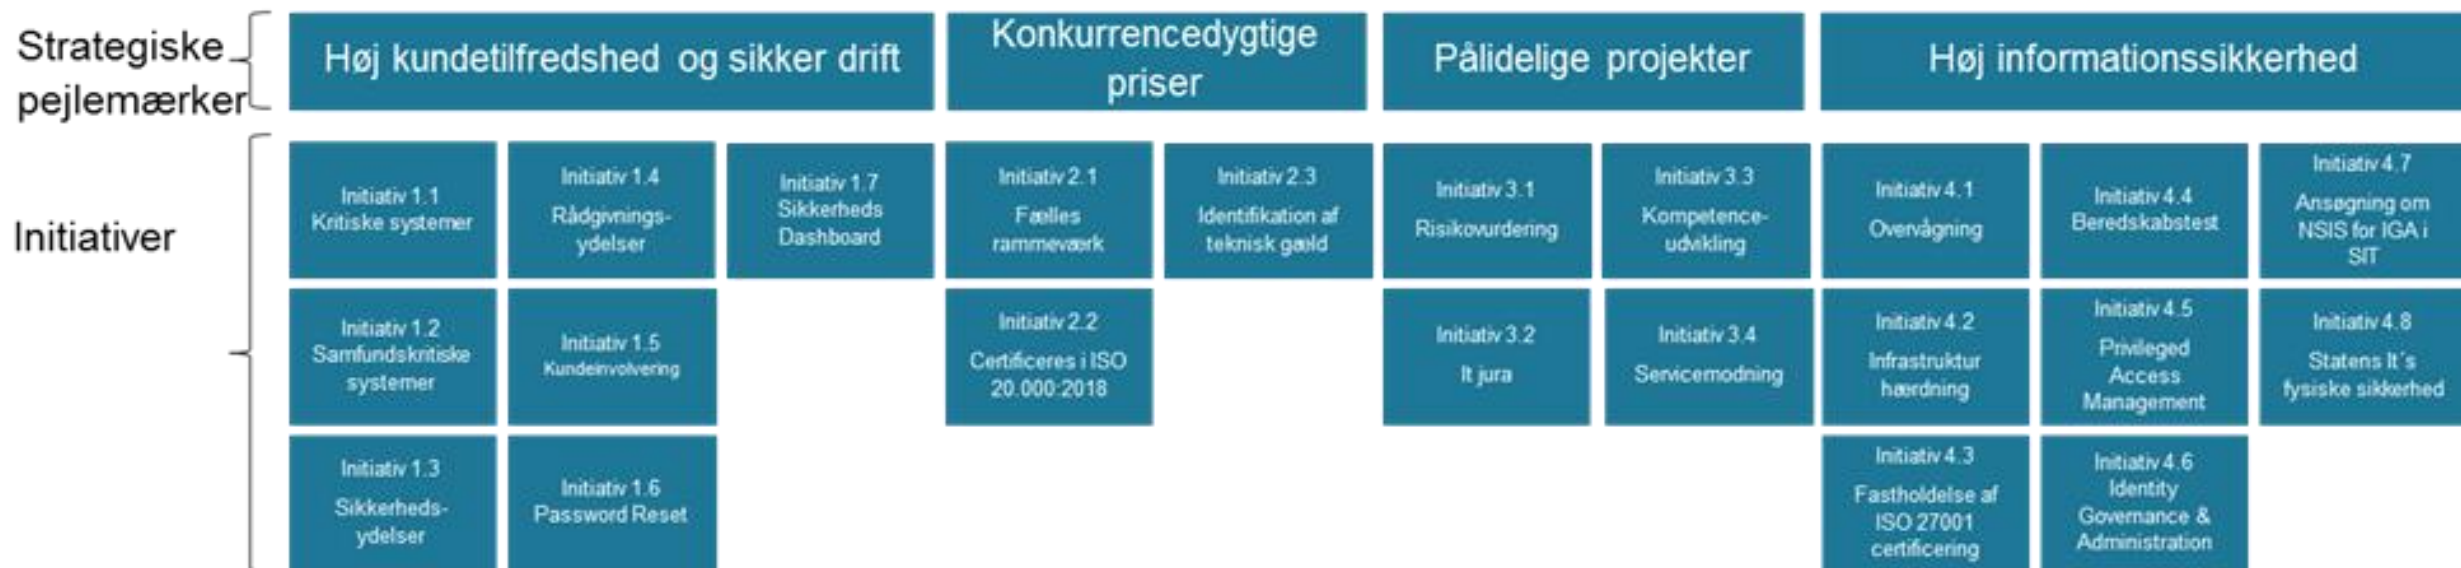 Strategiske
pejlemærker
Høj kundetilfredshed og sikker drift
Konkurrencedygtige
priser
Pålidelige projekter
Høj informationssikkerhed
Initiativer
Initiativ 1.1
Kritiske systemer
Initiativ 1.2
Samfundskritiske
systemer
Initiativ 1.3
Sikkerheds-
ydelser
Initiativ 1.4
Rådgivnings-
ydelser
Initiativ 1.5
Kundeinvolvering
Initiativ 1.6
Password Reset
Initiativ 1.7
Sikkerheds
Dashboard
Initiativ 2.1
Fælles
rammeværk
Initiativ 2.2
Certificeres i ISO
20.000:2018
Initiativ 2.3
Identifikation af
teknisk gæld
Initiativ 3.1
Risikovurdering
Initiativ 3.2
It jura
Initiativ 3.3
Kompetence-
udvikling
Initiativ 3.4
Servicemodning
Initiativ 4.1
Overvågning
Initiativ 4.2
Infrastruktur
hærdning
Initiativ 4.3
Fastholdelse af
ISO 27001
certificering
Initiativ 4.4
Beredskabstest
Initiativ 4.5
Privileged
Access
Management
Initiativ 4.6
Identity
Governance &
Administration
Initiativ 4.7
Ansøgning om
NSIS for IGA i
SIT
Initiativ 4.8
Statens It´s
fysiske sikkerhed